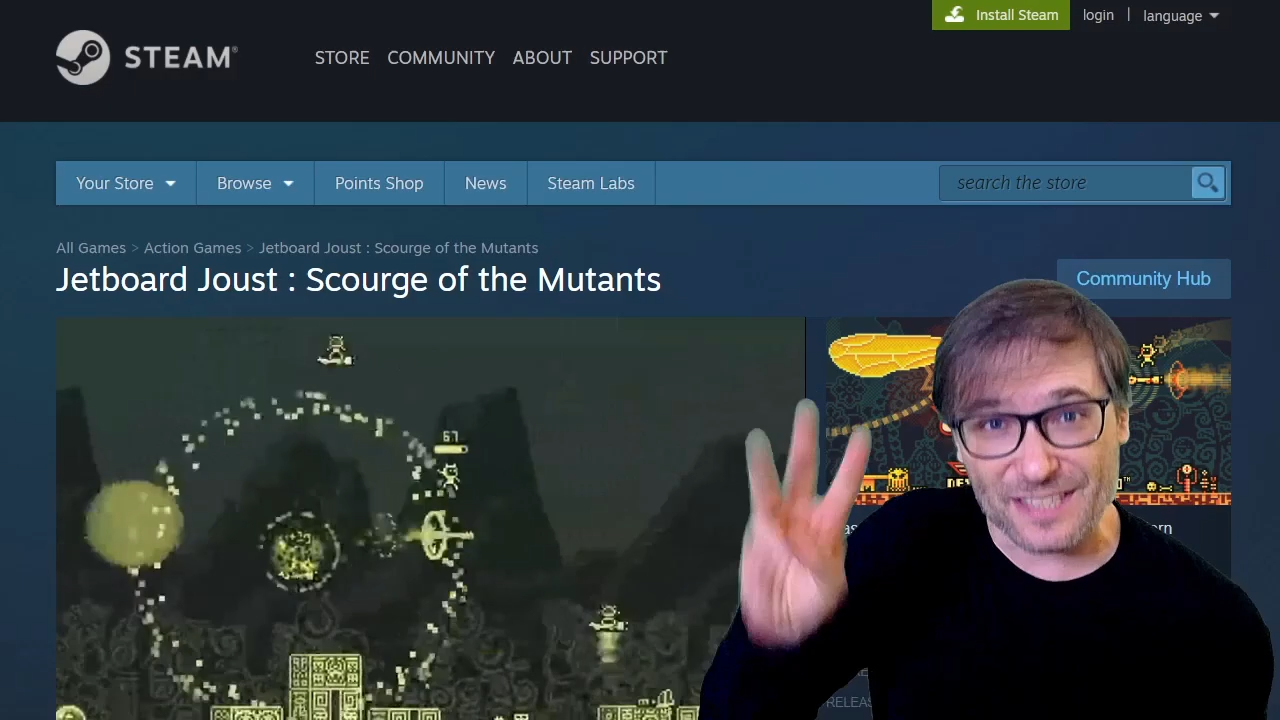 Install Steam
login
language
STEAM®
STORE
COMMUNITY
ABOUT
SUPPORT
Your Store
Browse
Points Shop
News
Steam Labs
search the store
All Games > Action Games > Jetboard Joust : Scourge of the Mutants
Jetboard Joust : Scourge of the Mutants
Community Hub
67